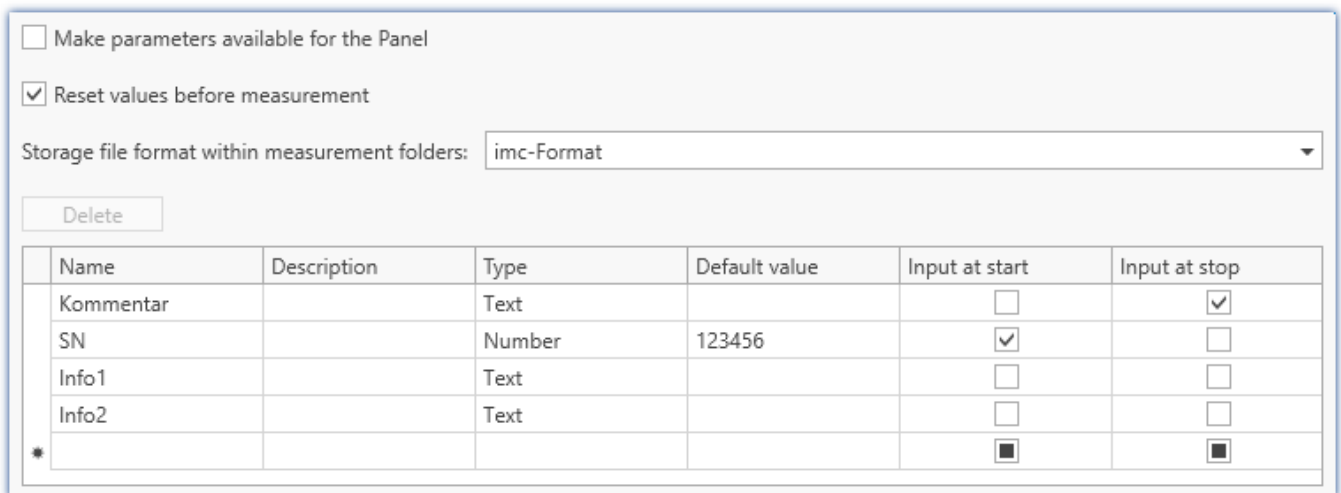 Make parameters available for the Panel
Reset values before measurement
Storage file format within measurement folders: imc-Format
Delete
Name Description Type Default value Input at start Input at stop
Kommentar Text
SN Number 123456
Info1 Text
Info2 Text